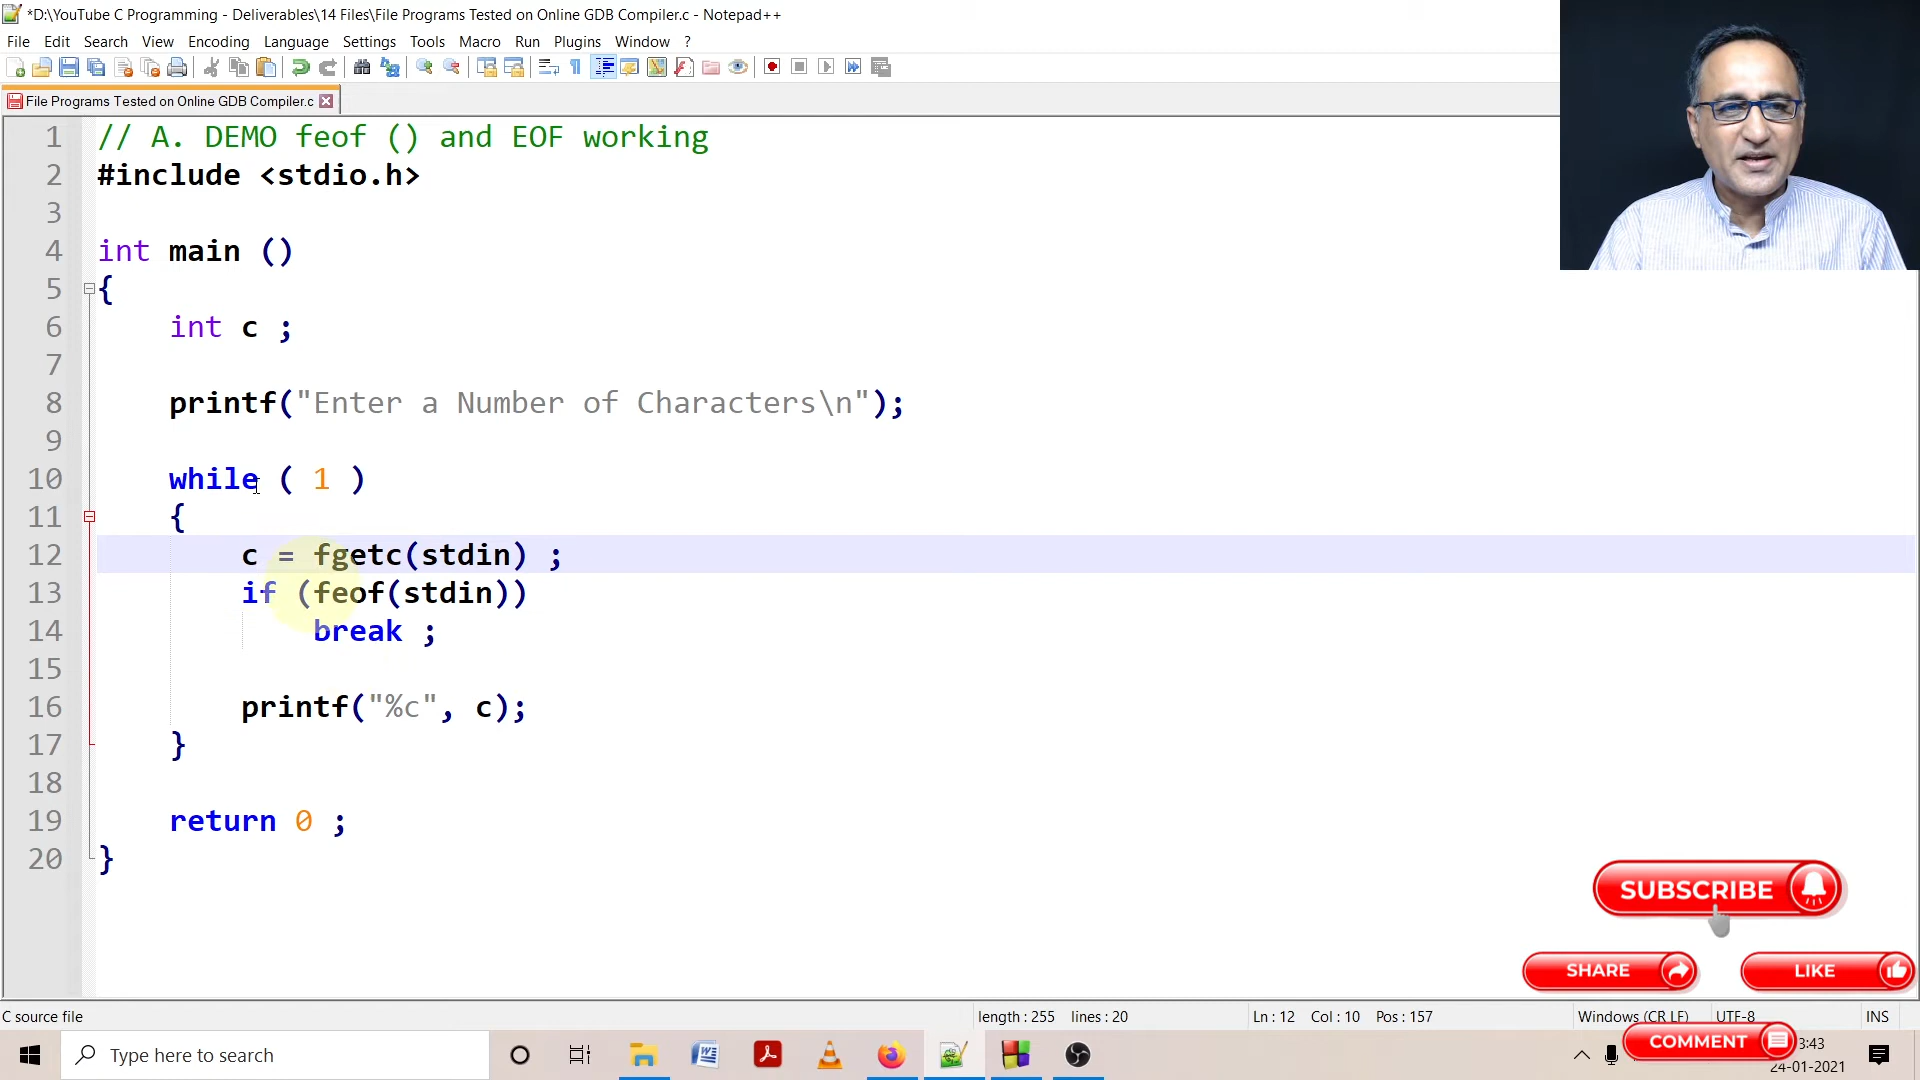 *D:\YouTube C Programming - Deliverables\14 Files\File Programs Tested on Online GDB Compiler.c - Notepad++
File Edit Search View Encoding Language Settings Tools Macro Run Plugins Window ?
File Programs Tested on Online GDB Compiler.c
1 // A. DEMO feof () and EOF working
2 #include <stdio.h>
3
4 int main ()
5 {
6 int c ;
7
8 printf("Enter a Number of Characters\n");
9
10 while ( 1 )
11 {
12 c = fgetc(stdin) ;
13 if (feof(stdin))
14 break ;
15
16 printf("%c", c);
17 }
18
19 return 0 ;
20 }
SUBSCRIBE
SHARE LIKE
C source file length : 255 lines : 20 Ln : 12 Col : 10 Pos : 157 Windows (CR LF) UTF-8 INS
COMMENT
Type here to search 3:43
24-01-2021